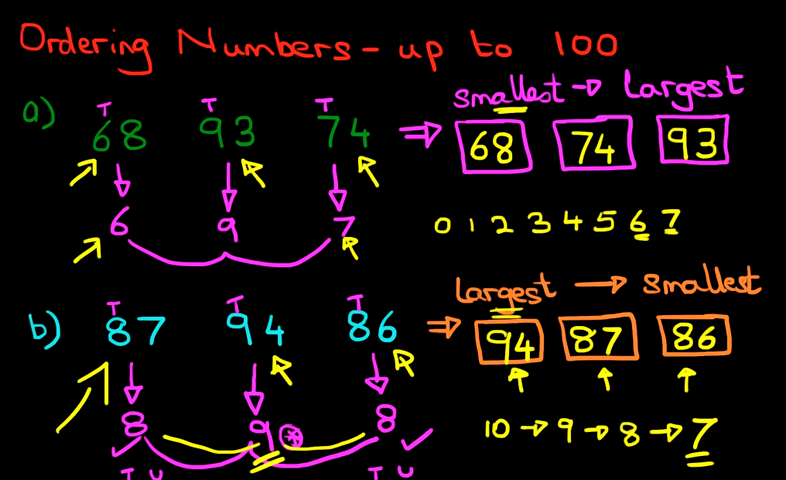 Ordering Numbers - up to 100
a) T T T
68 93 74 ⇒
6 9 7
smallest → largest
68 74 93
0 1 2 3 4 5 6 7
b) T T T
87 94 86 ⇒
8 9 * 8
T U T U
Largest → smallest
94 87 86
10 → 9 → 8 → 7